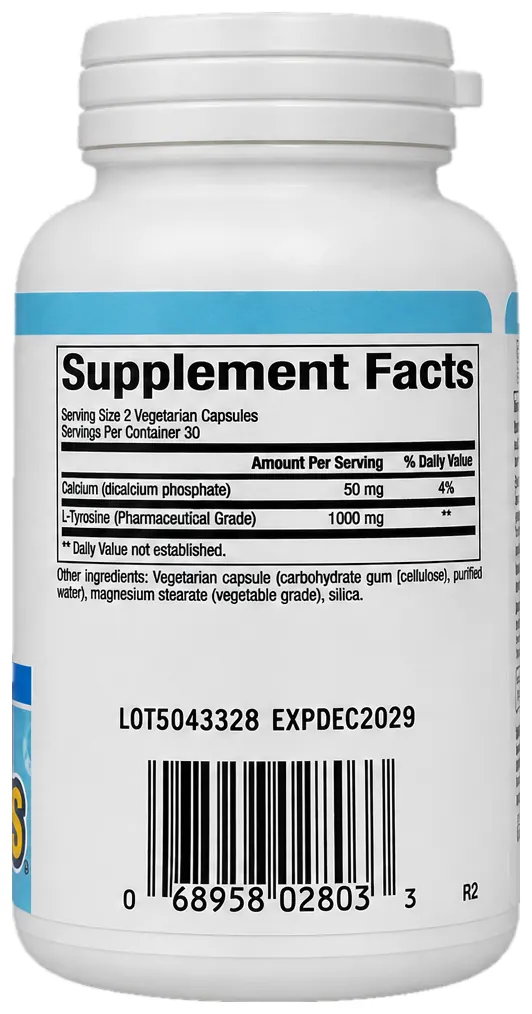 Supplement Facts
Serving Size 2 Vegetarian Capsules
Servings Per Container 30
Amount Per Serving % Daily Value
Calcium (dicalcium phosphate) 50 mg 4%
L-Tyrosine (Pharmaceutical Grade) 1000 mg **
** Daily Value not established.
Other ingredients: Vegetarian capsule (carbohydrate gum [cellulose], purified
water), magnesium stearate (vegetable grade), silica.
LOT5043328 EXPDEC2029
0 68958 02803 3 R2